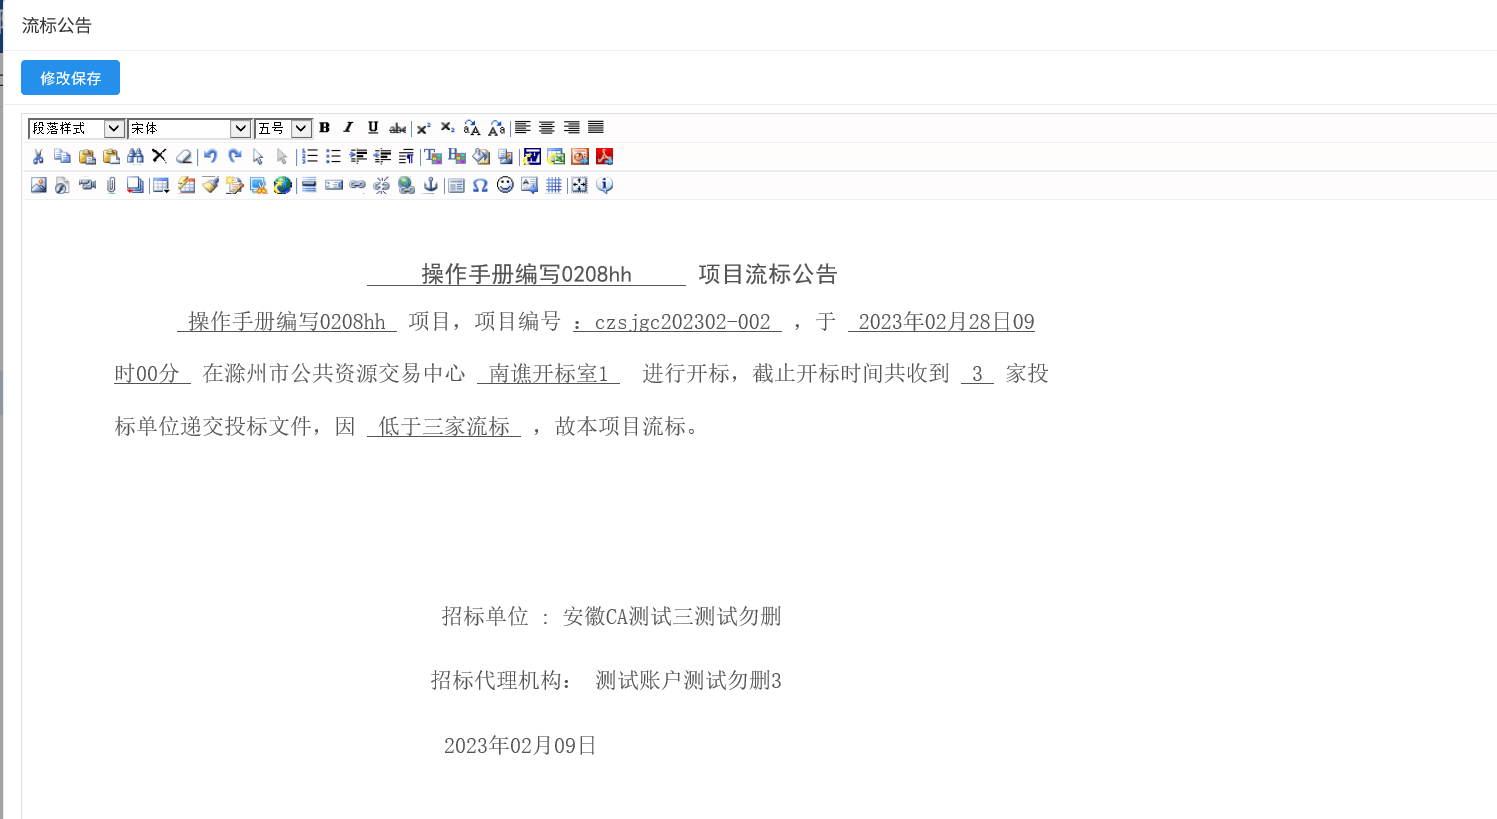 流标公告
修改保存
段落样式 宋体 五号
操作手册编写0208hh 项目流标公告
操作手册编写0208hh 项目，项目编号 ：czsjgc202302-002 ，于 2023年02月28日09
时00分 在滁州市公共资源交易中心 南谯开标室1 进行开标，截止开标时间共收到 3 家投
标单位递交投标文件，因 低于三家流标 ，故本项目流标。
招标单位 : 安徽CA测试三测试勿删
招标代理机构： 测试账户测试勿删3
2023年02月09日